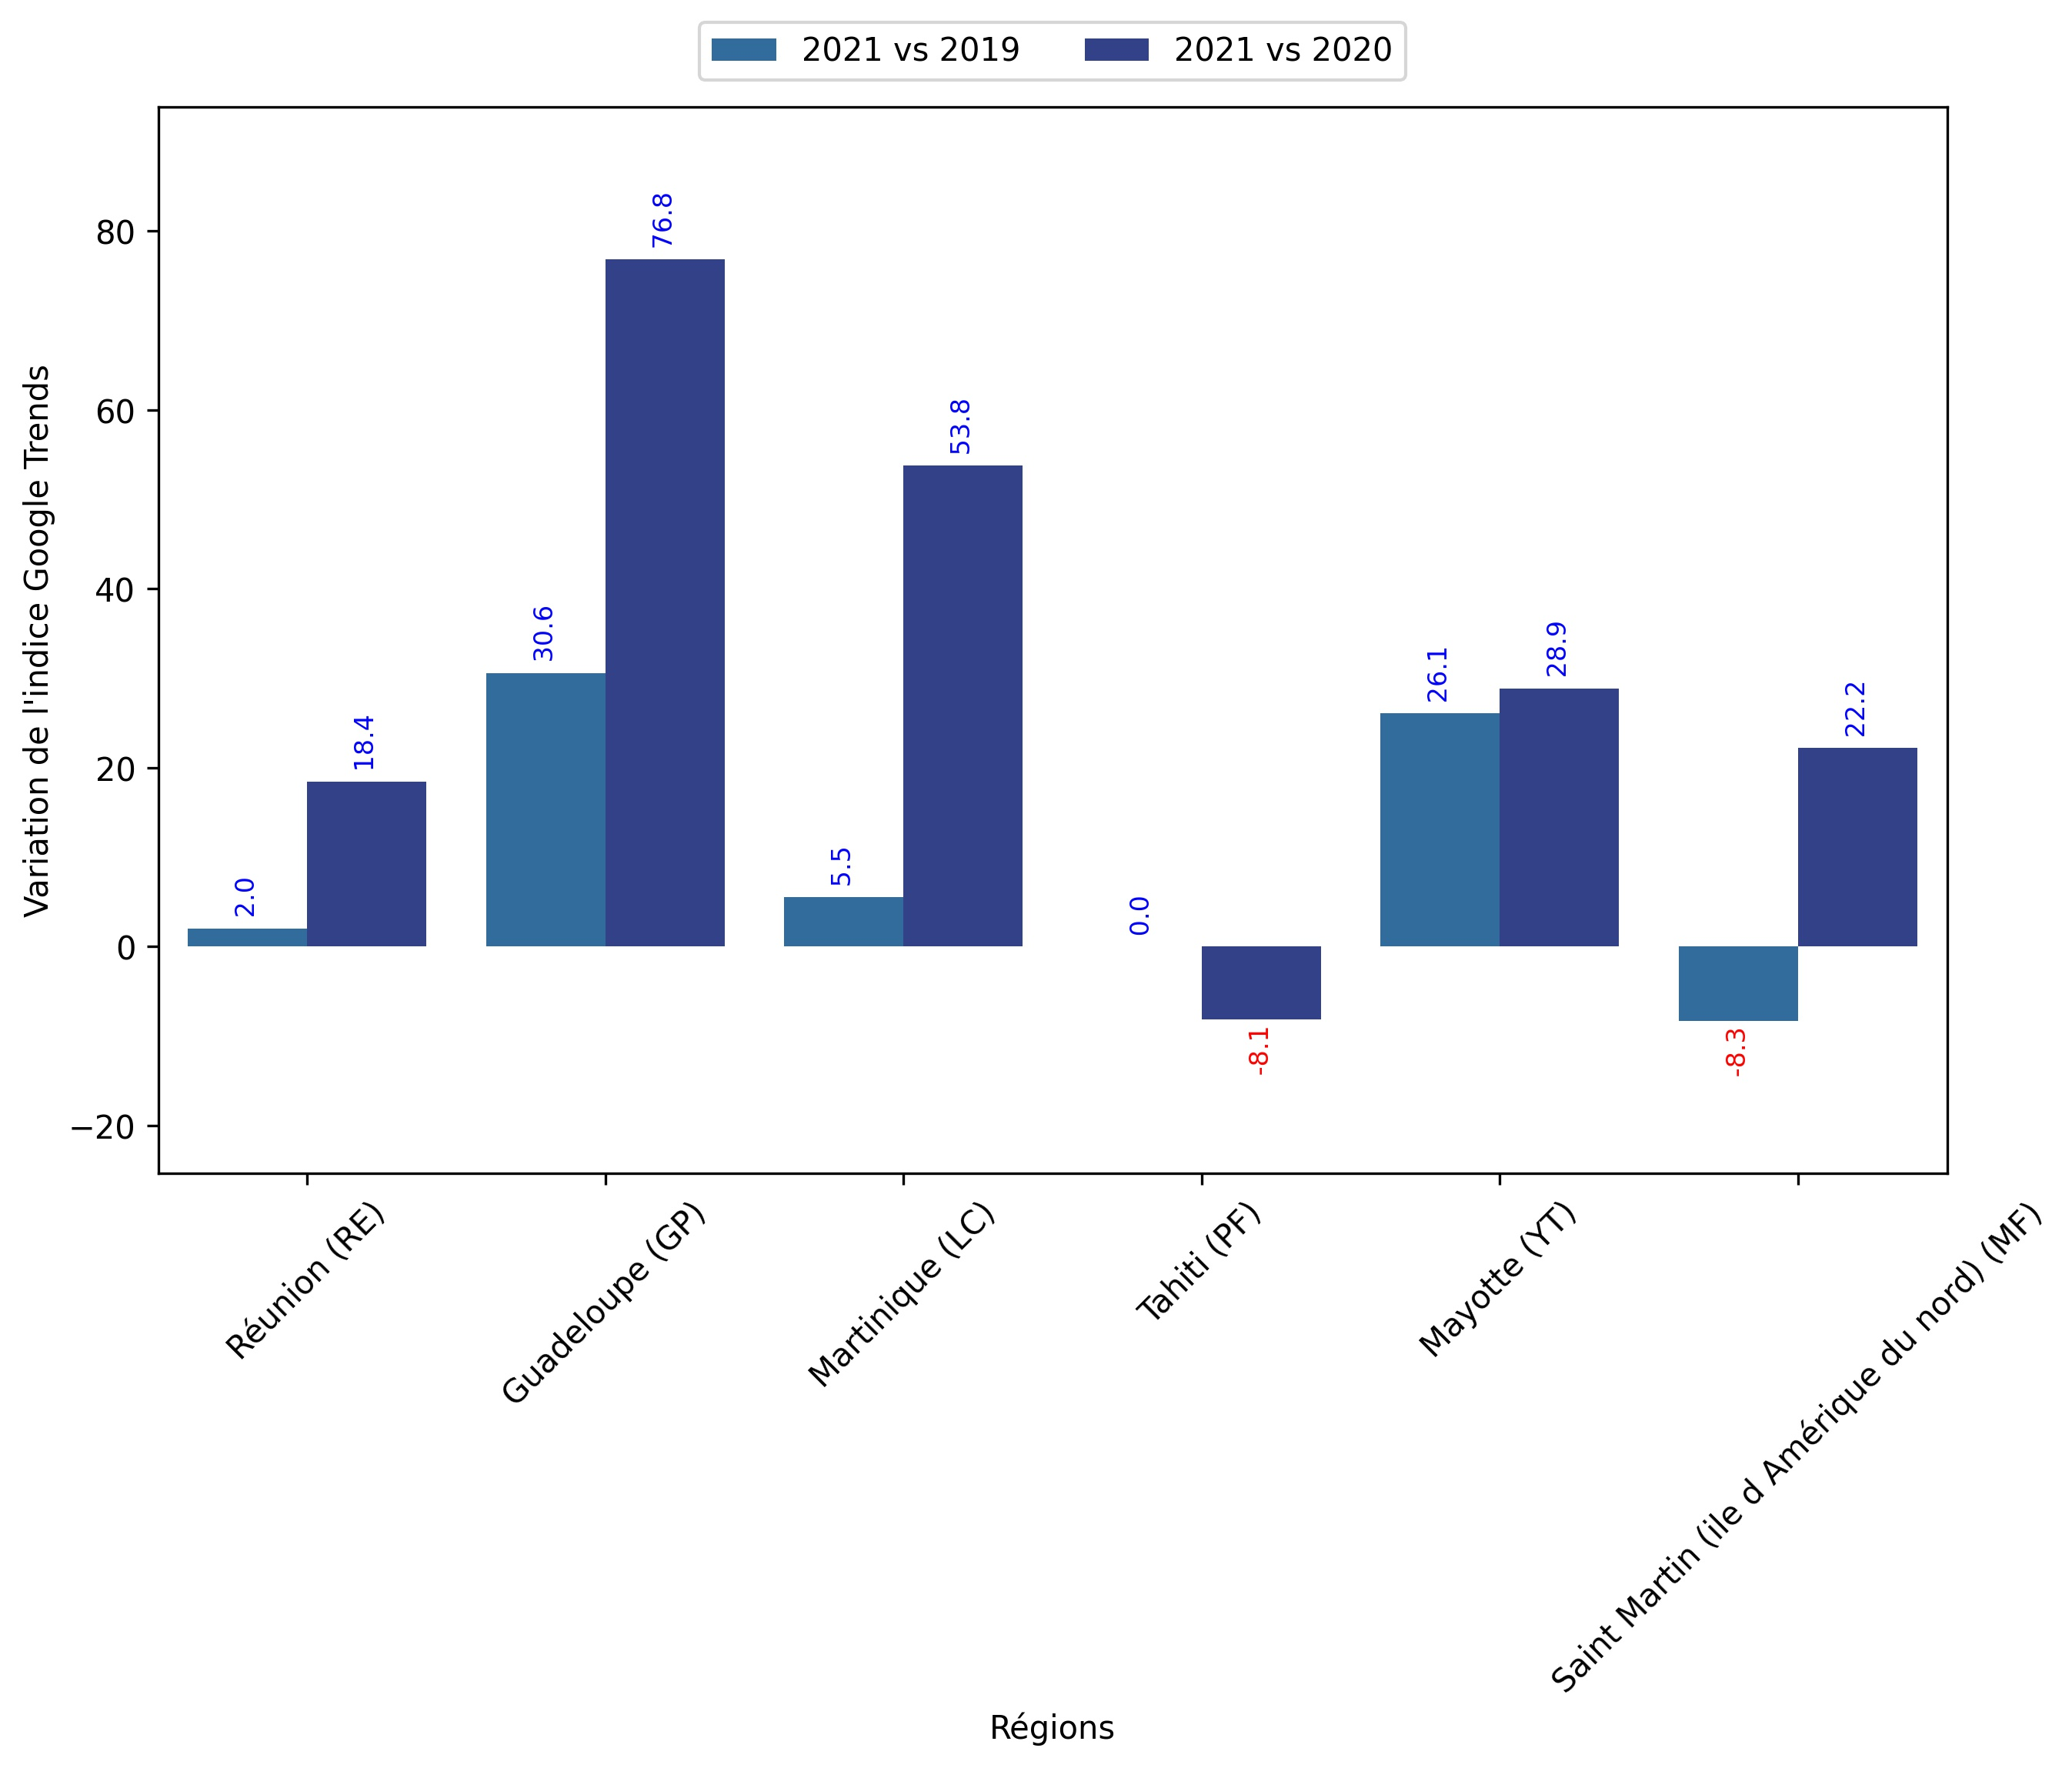 2021 vs 2019
2021 vs 2020
Variation de l'indice Google Trends
80
60
40
20
0
−20
2.0
18.4
30.6
76.8
5.5
53.8
0.0
-8.1
26.1
28.9
-8.3
22.2
Réunion (RE)
Guadeloupe (GP)
Martinique (LC)
Tahiti (PF)
Mayotte (YT)
Saint Martin (ile d Amérique du nord) (MF)
Régions